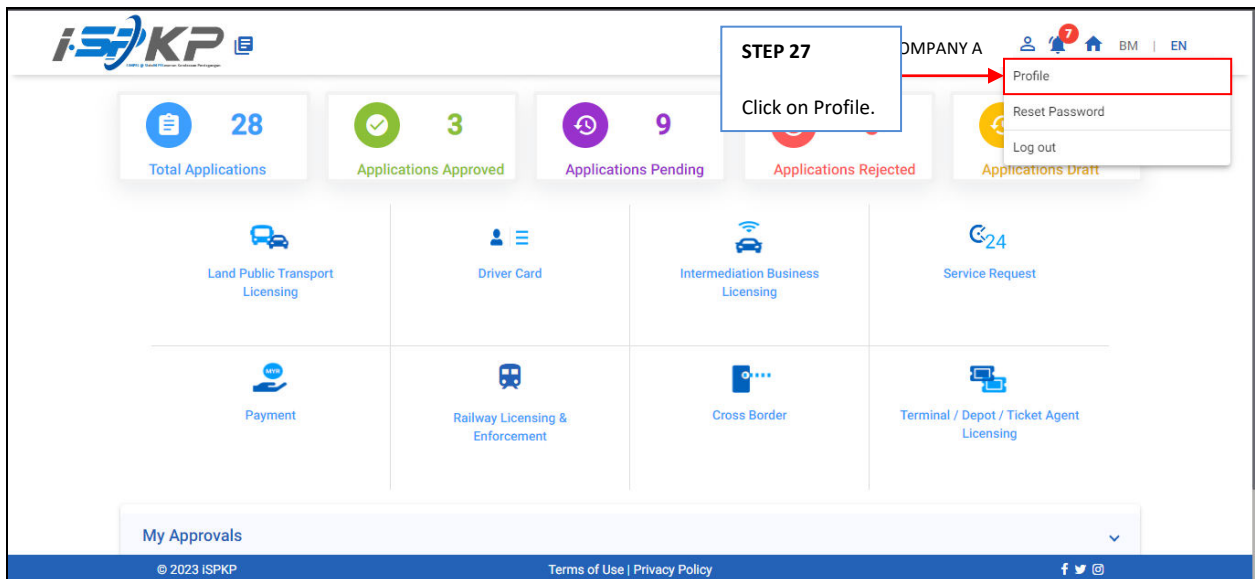 iSPKP
STEP 27
Click on Profile.
OMPANY A
7
BM | EN
Profile
Reset Password
Log out
28
Total Applications
3
Applications Approved
9
Applications Pending
Applications Rejected
Applications Draft
Land Public Transport
Licensing
Driver Card
Intermediation Business
Licensing
24
Service Request
MYR
Payment
Railway Licensing &
Enforcement
Cross Border
Terminal / Depot / Ticket Agent
Licensing
My Approvals
© 2023 iSPKP
Terms of Use | Privacy Policy